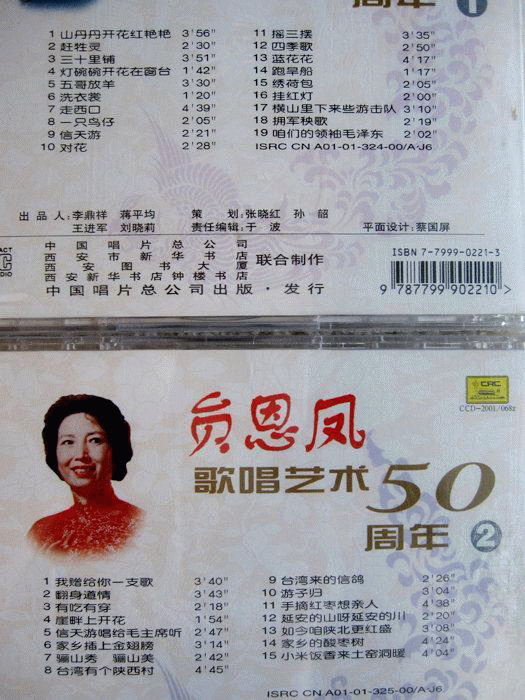 周年 1
1 山丹丹开花红艳艳 3'56"
2 赶牲灵 2'30"
3 三十里铺 3'51"
4 灯碗碗开花在窗台 1'42"
5 五哥放羊 3'30"
6 洗衣裳 1'20"
7 走西口 4'39"
8 一只鸟仔 2'05"
9 信天游 2'21"
10 对花 2'28"
11 摇三摆 3'35"
12 四季歌 2'50"
13 蓝花花 4'17"
14 跑旱船 1'17"
15 绣荷包 2'05"
16 挂红灯 2'00"
17 横山里下来些游击队 3'10"
18 拥军秧歌 2'19"
19 咱们的领袖毛泽东 2'02"
ISRC CN A01-01-324-00/A·J6
出 品 人：李鼎祥 蒋平均 策 划：张晓红 孙 韶
王进军 刘晓莉 责任编辑：于 波 平面设计：蔡国屏
中国唱片总公司
西安市新华书店
西安图书大厦
西安新华书店钟楼书店
联合制作
中国唱片总公司出版·发行
ISBN 7-7999-0221-3
9 787799 902210 >
CRC
CCD-2001/068z
贠恩凤
歌唱艺术50
周年 2
1 我赠给你一支歌 3'40"
2 翻身道情 3'43"
3 有吃有穿 2'18"
4 崖畔上开花 1'54"
5 信天游唱给毛主席听 2'47"
6 家乡插上金翅膀 3'14"
7 骊山秀 骊山美 2'42"
8 台湾有个陕西村 4'45"
9 台湾来的信鸽 2'26"
10 游子归 3'04"
11 手摘红枣想亲人 4'38"
12 延安的山呀延安的川 2'20"
13 如今咱陕北更红盛 3'08"
14 家乡的酸枣树 4'24"
15 小米饭香来土窑洞暖 4'04"
ISRC CN A01-01-325-00/A·J6